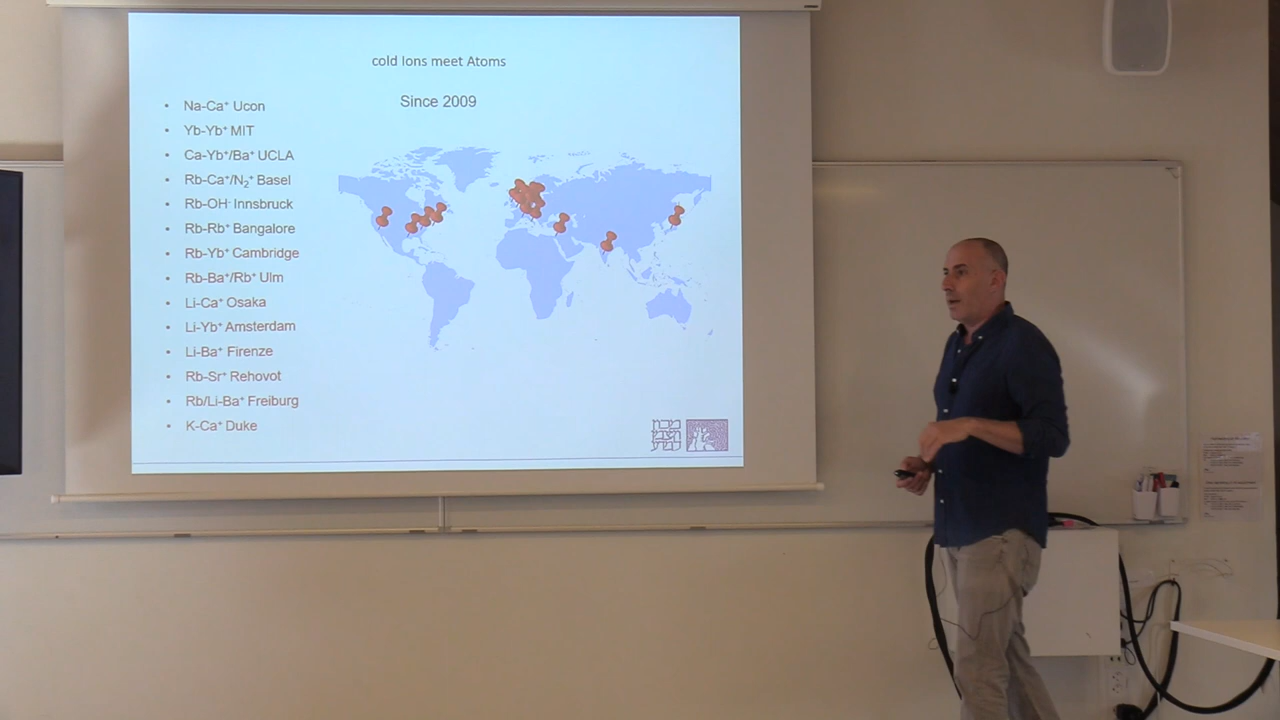 cold Ions meet Atoms
Since 2009
• Na-Ca⁺ Ucon
• Yb-Yb⁺ MIT
• Ca-Yb⁺/Ba⁺ UCLA
• Rb-Ca⁺/N₂⁺ Basel
• Rb-OH⁻ Innsbruck
• Rb-Rb⁺ Bangalore
• Rb-Yb⁺ Cambridge
• Rb-Ba⁺/Rb⁺ Ulm
• Li-Ca⁺ Osaka
• Li-Yb⁺ Amsterdam
• Li-Ba⁺ Firenze
• Rb-Sr⁺ Rehovot
• Rb/Li-Ba⁺ Freiburg
• K-Ca⁺ Duke